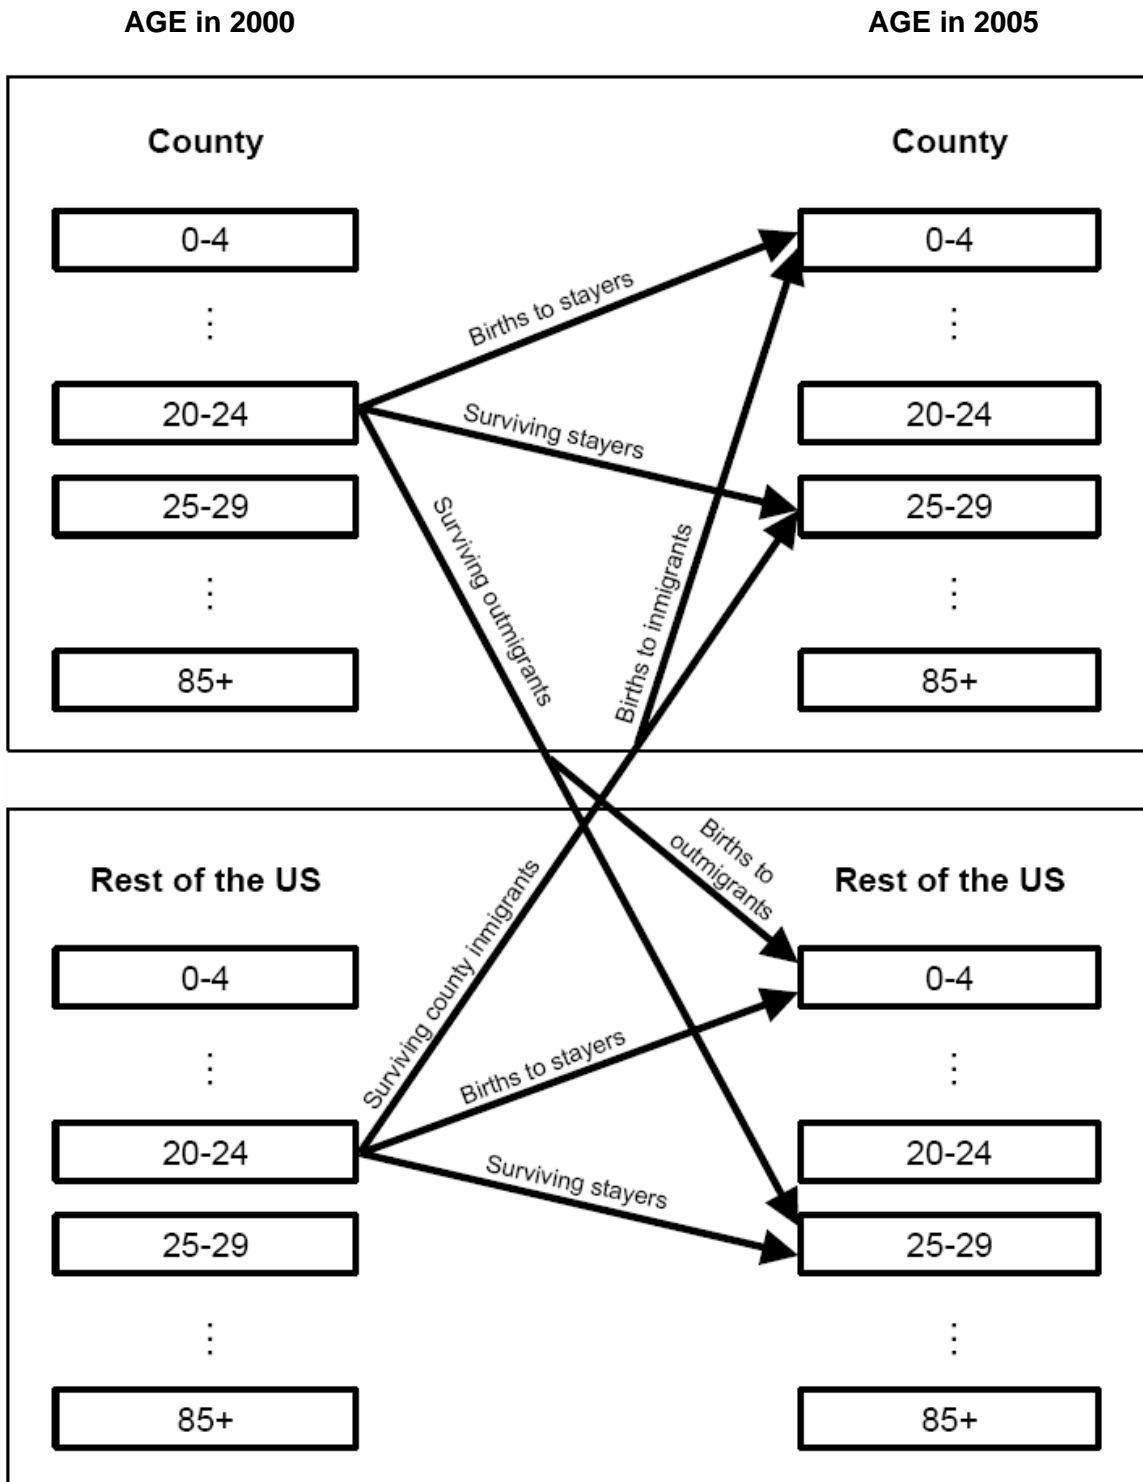 AGE in 2000
AGE in 2005
County
County
0-4
0-4
⋮
⋮
Births to stayers
20-24
20-24
Surviving stayers
25-29
25-29
Surviving outmigrants
Births to inmigrants
⋮
⋮
85+
85+
Births to
outmigrants
Rest of the US
Rest of the US
Surviving county inmigrants
0-4
0-4
⋮
⋮
Births to stayers
20-24
20-24
Surviving stayers
25-29
25-29
⋮
⋮
85+
85+